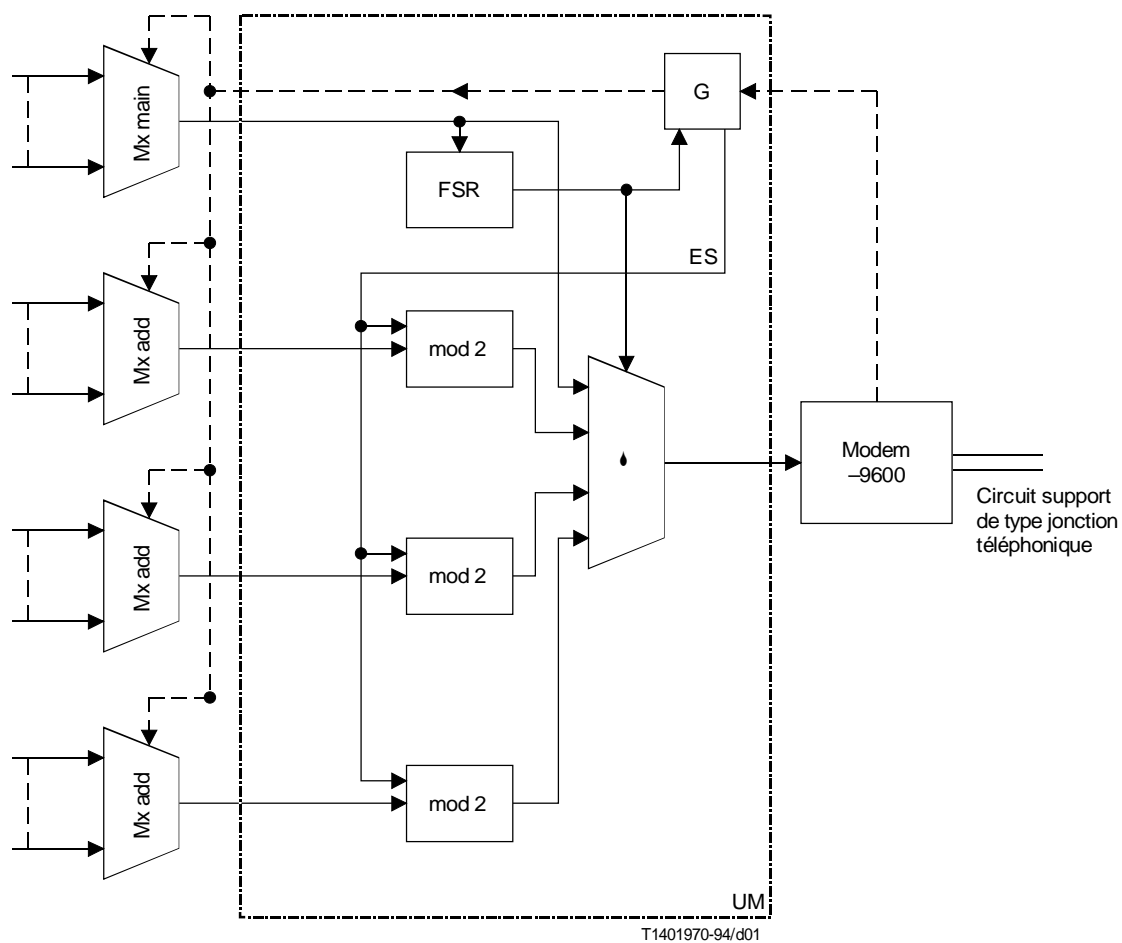 Mx main
G
FSR
ES
Mx add
mod 2
Modem
–9600
Circuit support
de type jonction
téléphonique
Mx add
mod 2
Mx add
mod 2
UM
T1401970-94/d01